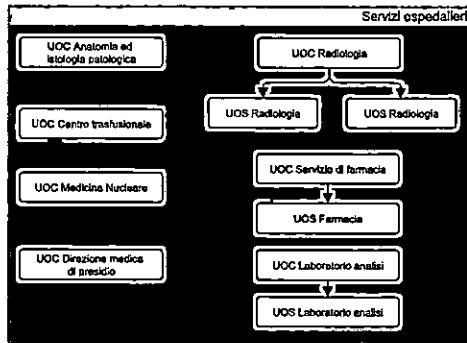 Servizi ospedalieri
UOC Anatomia ed
istologia patologica
UOC Radiologia
UOS Radiologia
UOS Radiologia
UOC Centro trasfusionale
UOC Servizio di farmacia
UOC Medicina Nucleare
UOS Farmacia
UOC Direzione medica
di presidio
UOC Laboratorio analisi
UOS Laboratorio analisi